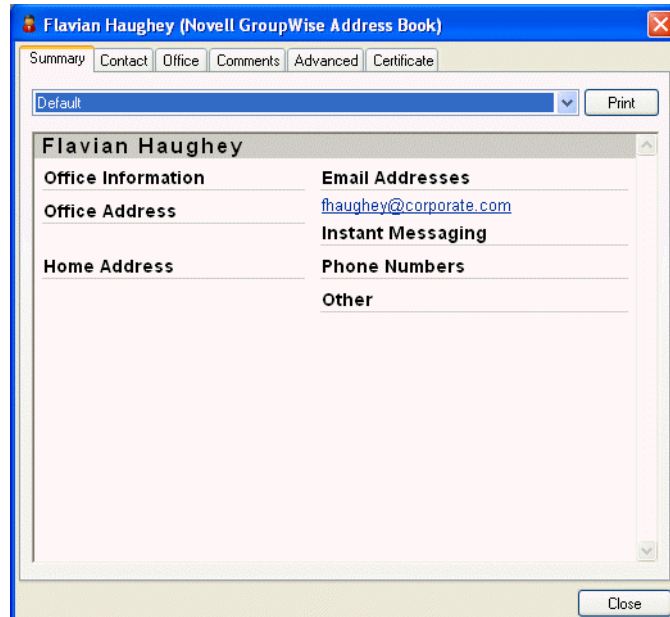 Flavian Haughey (Novell GroupWise Address Book)
Summary Contact Office Comments Advanced Certificate
Default Print
Flavian Haughey
Office Information
Office Address
Home Address
Email Addresses
fhaughey@corporate.com
Instant Messaging
Phone Numbers
Other
Close